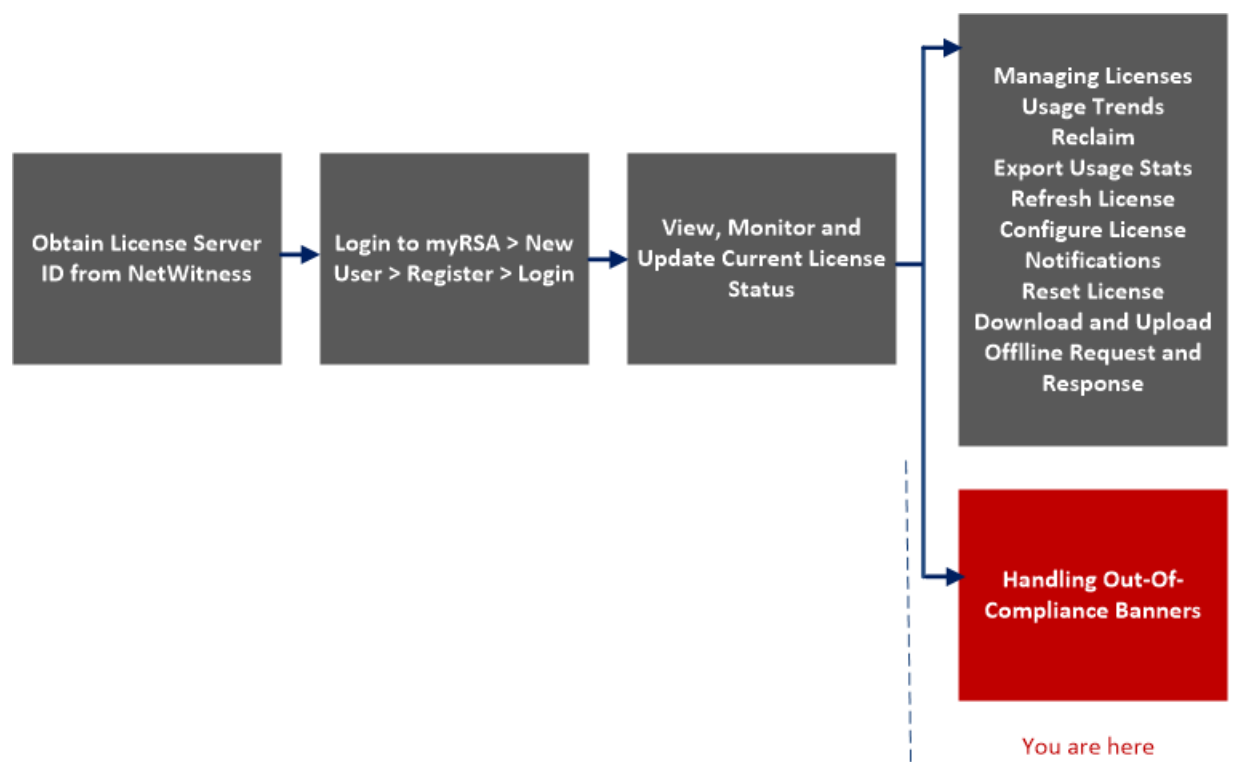 Obtain License Server
ID from NetWitness
Login to myRSA > New
User > Register > Login
View, Monitor and
Update Current License
Status
Managing Licenses
Usage Trends
Reclaim
Export Usage Stats
Refresh License
Configure License
Notifications
Reset License
Download and Upload
Offlline Request and
Response
Handling Out-Of-
Compliance Banners
You are here